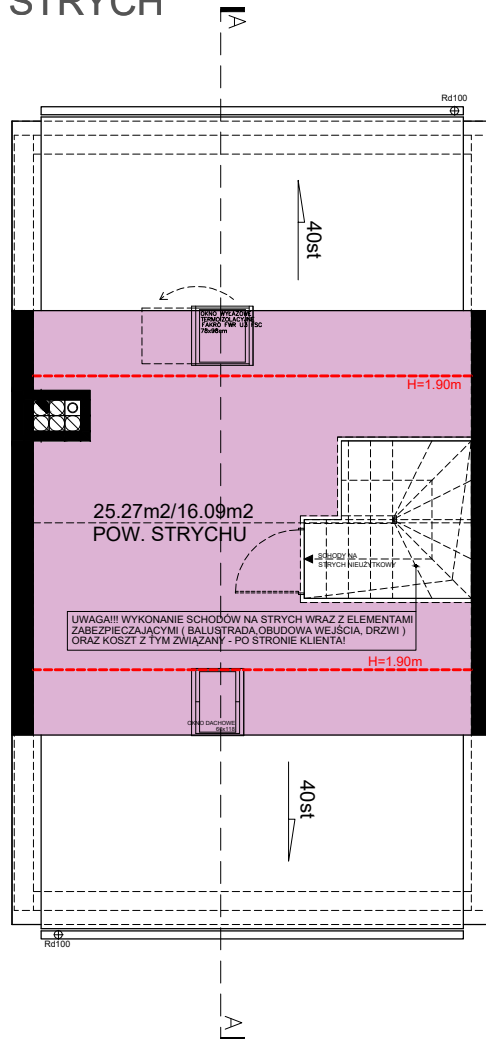 STRYCH
A
Rd100
40st
OKNO WYŁAZOWE
TERMOIZOLACYJNE
FAKRO FWR U3 FSC
78x98cm
H=1.90m
25.27m2/16.09m2
POW. STRYCHU
SCHODY NA
STRYCH NIEUŻYTKOWY
UWAGA!!! WYKONANIE SCHODÓW NA STRYCH WRAZ Z ELEMENTAMI
ZABEZPIECZAJĄCYMI ( BALUSTRADA,OBUDOWA WEJŚCIA, DRZWI )
ORAZ KOSZT Z TYM ZWIĄZANY - PO STRONIE KLIENTA!
H=1.90m
OKNO DACHOWE
40st
Rd100
A